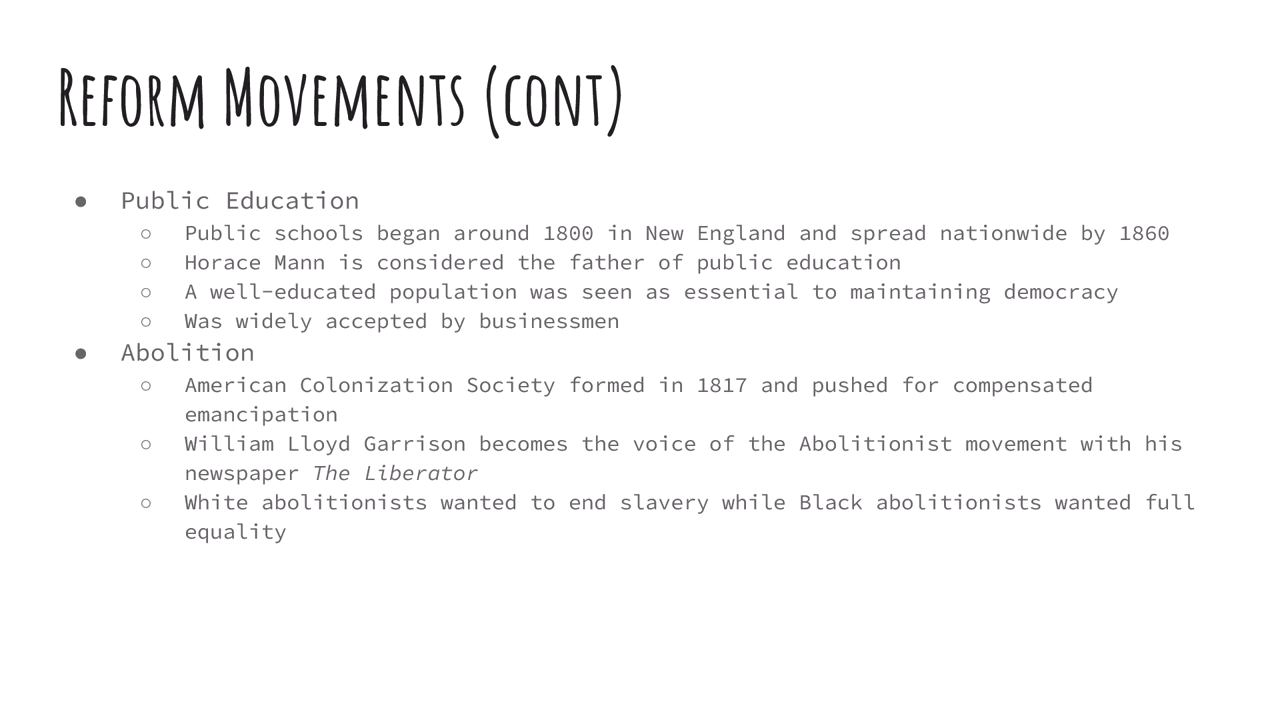 Reform Movements (cont)
● Public Education
○ Public schools began around 1800 in New England and spread nationwide by 1860
○ Horace Mann is considered the father of public education
○ A well-educated population was seen as essential to maintaining democracy
○ Was widely accepted by businessmen
● Abolition
○ American Colonization Society formed in 1817 and pushed for compensated
emancipation
○ William Lloyd Garrison becomes the voice of the Abolitionist movement with his
newspaper The Liberator
○ White abolitionists wanted to end slavery while Black abolitionists wanted full
equality